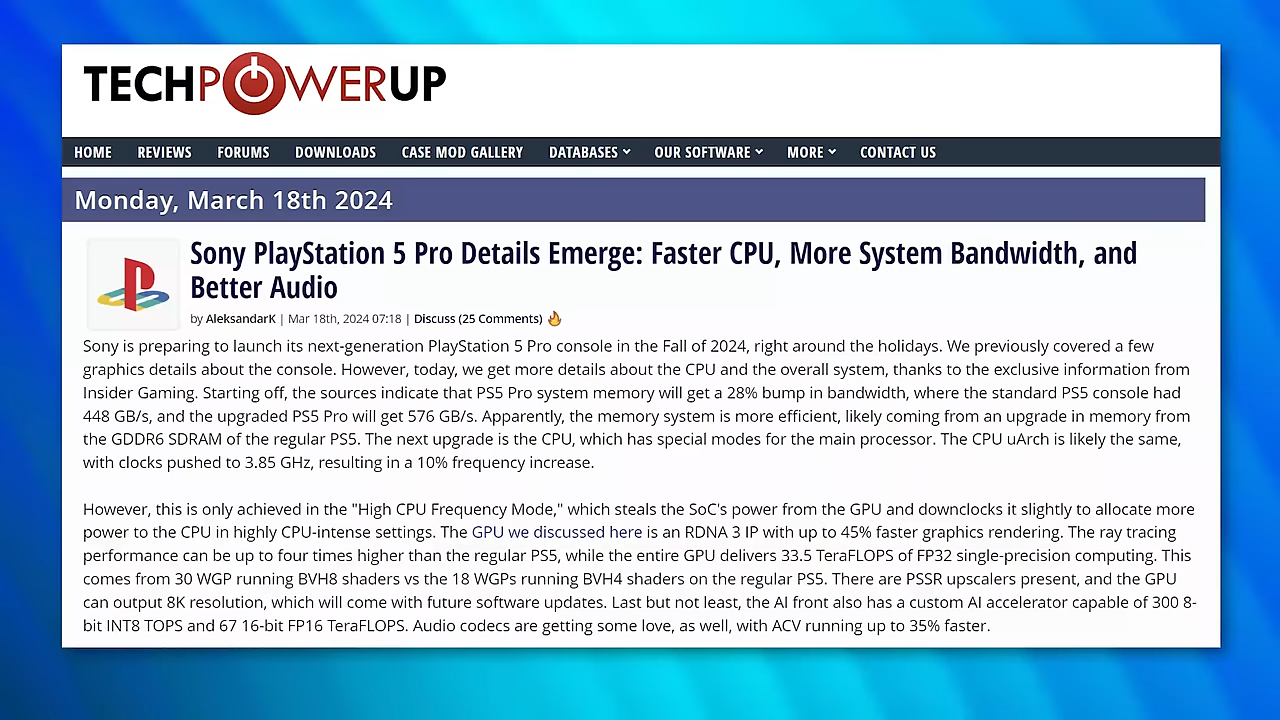 TECHPOWERUP
HOME REVIEWS FORUMS DOWNLOADS CASE MOD GALLERY DATABASES OUR SOFTWARE MORE CONTACT US
Monday, March 18th 2024
Sony PlayStation 5 Pro Details Emerge: Faster CPU, More System Bandwidth, and
Better Audio
by AleksandarK | Mar 18th, 2024 07:18 | Discuss (25 Comments)
Sony is preparing to launch its next-generation PlayStation 5 Pro console in the Fall of 2024, right around the holidays. We previously covered a few
graphics details about the console. However, today, we get more details about the CPU and the overall system, thanks to the exclusive information from
Insider Gaming. Starting off, the sources indicate that PS5 Pro system memory will get a 28% bump in bandwidth, where the standard PS5 console had
448 GB/s, and the upgraded PS5 Pro will get 576 GB/s. Apparently, the memory system is more efficient, likely coming from an upgrade in memory from
the GDDR6 SDRAM of the regular PS5. The next upgrade is the CPU, which has special modes for the main processor. The CPU uArch is likely the same,
with clocks pushed to 3.85 GHz, resulting in a 10% frequency increase.
However, this is only achieved in the "High CPU Frequency Mode," which steals the SoC's power from the GPU and downclocks it slightly to allocate more
power to the CPU in highly CPU-intense settings. The GPU we discussed here is an RDNA 3 IP with up to 45% faster graphics rendering. The ray tracing
performance can be up to four times higher than the regular PS5, while the entire GPU delivers 33.5 TeraFLOPS of FP32 single-precision computing. This
comes from 30 WGP running BVH8 shaders vs the 18 WGPs running BVH4 shaders on the regular PS5. There are PSSR upscalers present, and the GPU
can output 8K resolution, which will come with future software updates. Last but not least, the AI front also has a custom AI accelerator capable of 300 8-
bit INT8 TOPS and 67 16-bit FP16 TeraFLOPS. Audio codecs are getting some love, as well, with ACV running up to 35% faster.